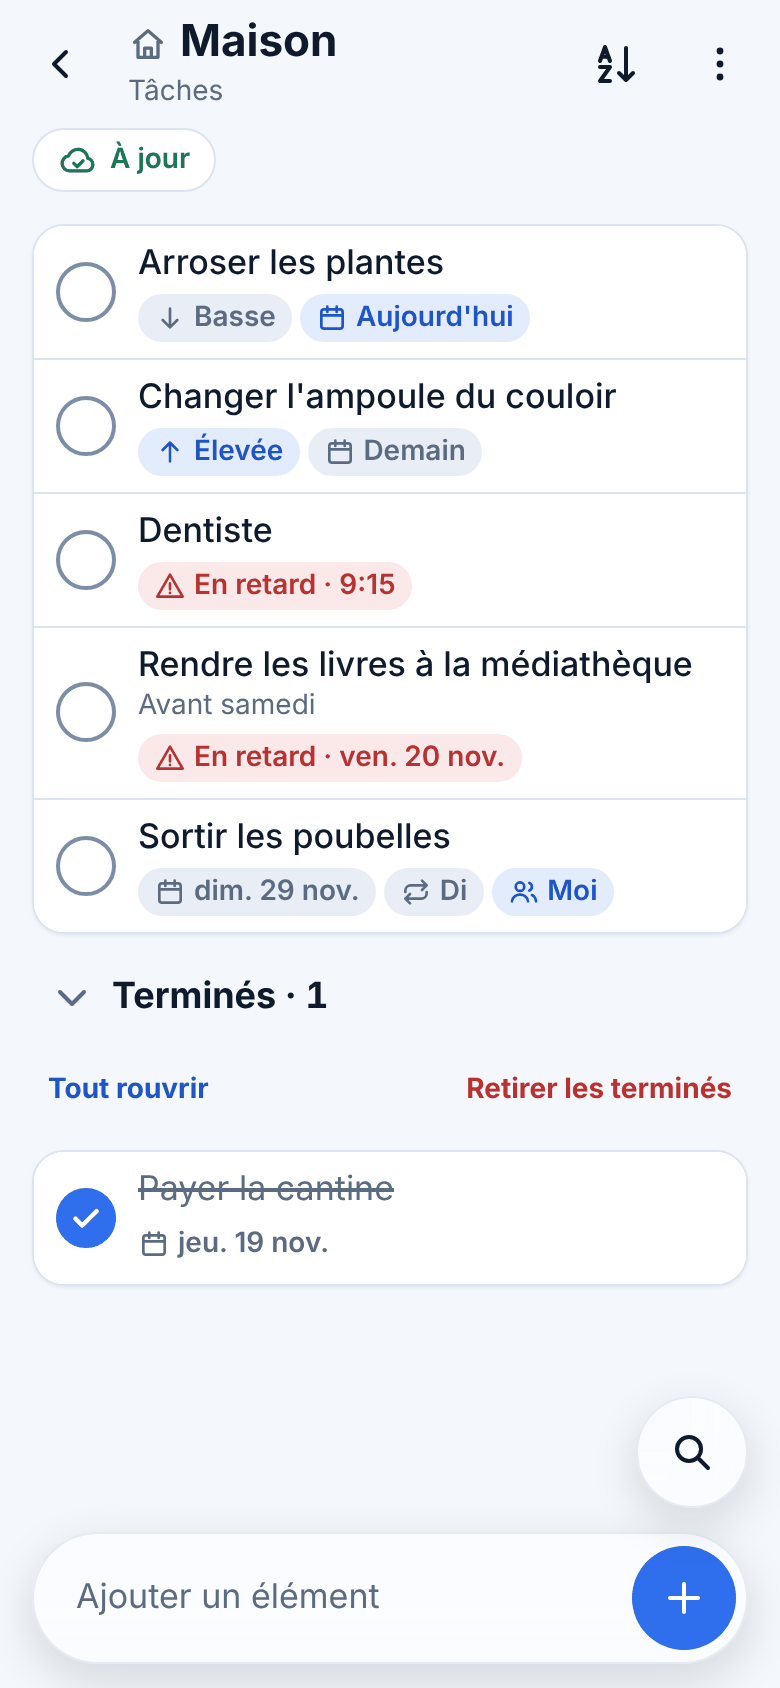 Maison
Tâches
À jour
Arroser les plantes
Basse Aujourd'hui
Changer l'ampoule du couloir
Élevée Demain
Dentiste
En retard · 9:15
Rendre les livres à la médiathèque
Avant samedi
En retard · ven. 20 nov.
Sortir les poubelles
dim. 29 nov. Di Moi
Terminés · 1
Tout rouvrir Retirer les terminés
Payer la cantine
jeu. 19 nov.
Ajouter un élément